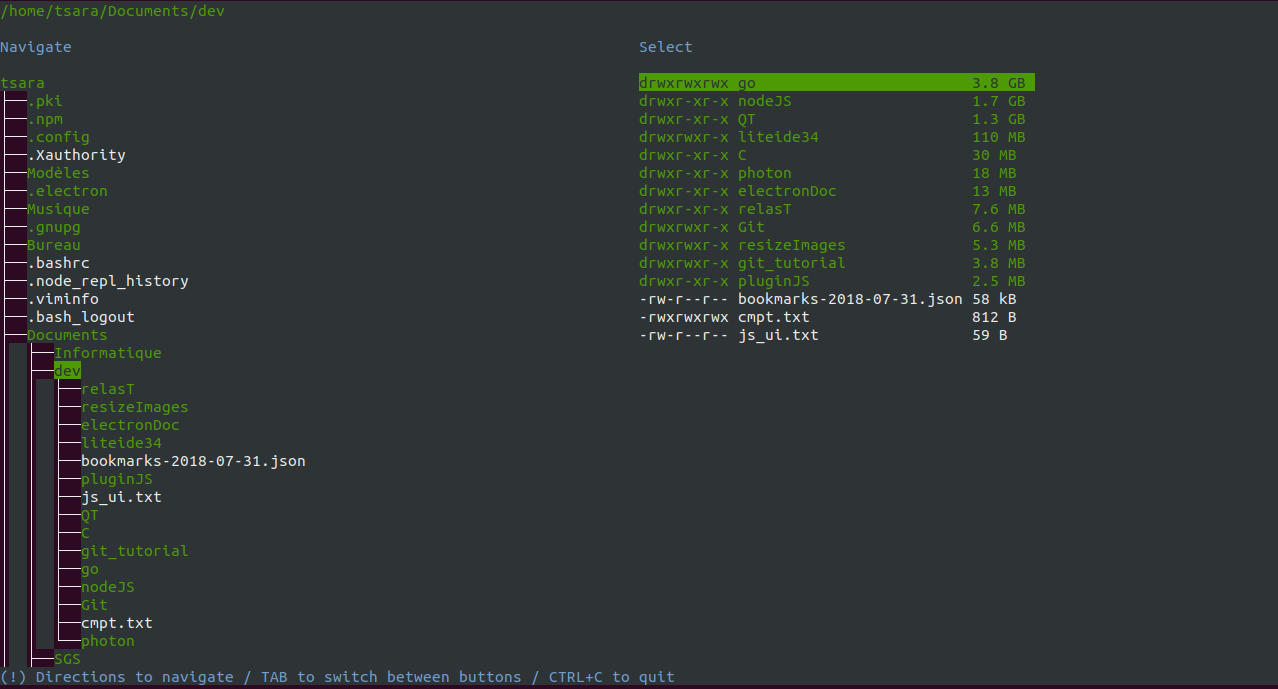 /home/tsara/Documents/dev
Navigate
tsara
.pki
.npm
.config
.Xauthority
Modèles
.electron
Musique
.gnupg
Bureau
.bashrc
.node_repl_history
.viminfo
.bash_logout
Documents
Informatique
dev
relasT
resizeImages
electronDoc
liteide34
bookmarks-2018-07-31.json
pluginJS
js_ui.txt
QT
C
git_tutorial
go
nodeJS
Git
cmpt.txt
photon
SGS
Select
drwxrwxrwx go 3.8 GB
drwxr-xr-x nodeJS 1.7 GB
drwxr-xr-x QT 1.3 GB
drwxrwxr-x liteide34 110 MB
drwxr-xr-x C 30 MB
drwxr-xr-x photon 18 MB
drwxr-xr-x electronDoc 13 MB
drwxr-xr-x relasT 7.6 MB
drwxrwxr-x Git 6.6 MB
drwxrwxr-x resizeImages 5.3 MB
drwxrwxr-x git_tutorial 3.8 MB
drwxr-xr-x pluginJS 2.5 MB
-rw-r--r-- bookmarks-2018-07-31.json 58 kB
-rwxrwxrwx cmpt.txt 812 B
-rw-r--r-- js_ui.txt 59 B
(!) Directions to navigate / TAB to switch between buttons / CTRL+C to quit